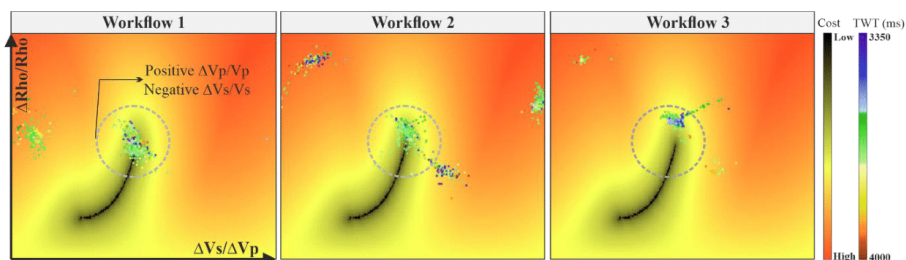 Workflow 1
Workflow 2
Workflow 3
Cost
TWT (ms)
Low
3350
ΔRho/Rho
Positive ΔVp/Vp
Negative ΔVs/Vs
ΔVs/ΔVp
High
4000